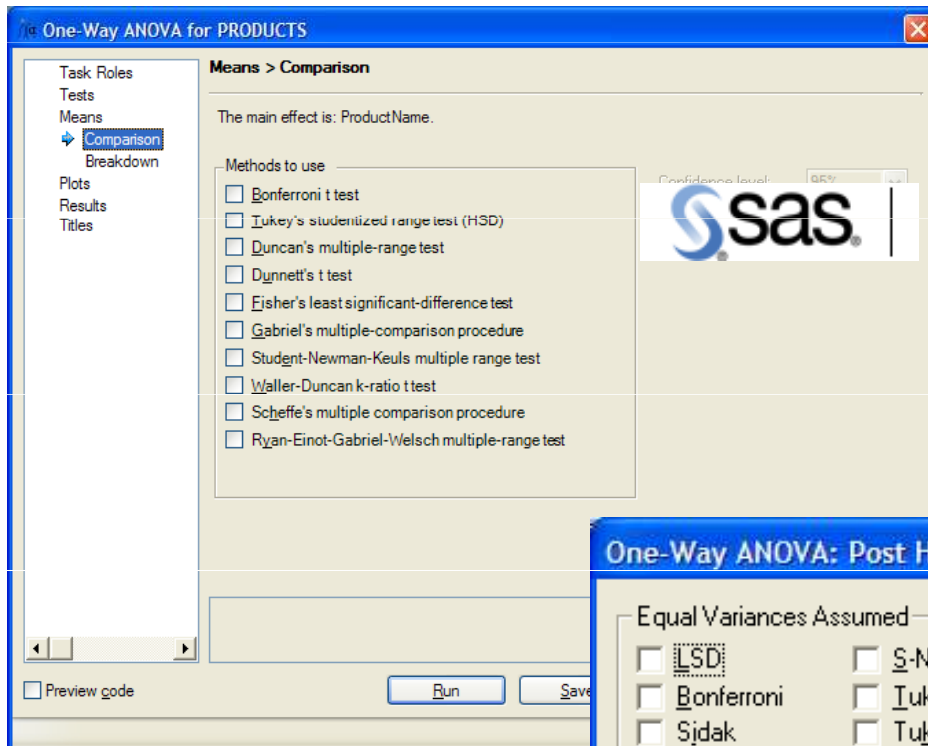 One-Way ANOVA for PRODUCTS
Task Roles
Tests
Means
Comparison
Breakdown
Plots
Results
Titles
Means > Comparison
The main effect is: ProductName.
Methods to use
Bonferroni t test
Tukey's studentized range test (HSD)
Duncan's multiple-range test
Dunnett's t test
Fisher's least significant-difference test
Gabriel's multiple-comparison procedure
Student-Newman-Keuls multiple range test
Waller-Duncan k-ratio t test
Scheffe's multiple comparison procedure
Ryan-Einot-Gabriel-Welsch multiple-range test
Confidence level: 95%
sas®
Preview code
Run
Save
One-Way ANOVA: Post H
Equal Variances Assumed
LSD
S-N
Bonferroni
Tuk
Sidak
Tuk